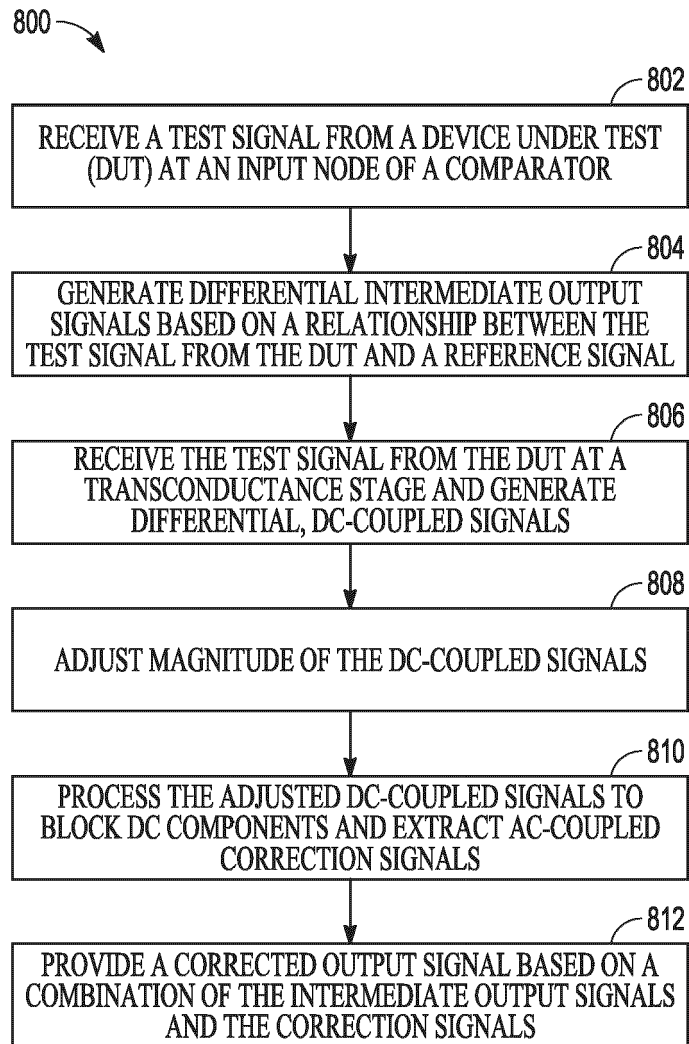 800
802
RECEIVE A TEST SIGNAL FROM A DEVICE UNDER TEST
(DUT) AT AN INPUT NODE OF A COMPARATOR
804
GENERATE DIFFERENTIAL INTERMEDIATE OUTPUT
SIGNALS BASED ON A RELATIONSHIP BETWEEN THE
TEST SIGNAL FROM THE DUT AND A REFERENCE SIGNAL
806
RECEIVE THE TEST SIGNAL FROM THE DUT AT A
TRANSCONDUCTANCE STAGE AND GENERATE
DIFFERENTIAL, DC-COUPLED SIGNALS
808
ADJUST MAGNITUDE OF THE DC-COUPLED SIGNALS
810
PROCESS THE ADJUSTED DC-COUPLED SIGNALS TO
BLOCK DC COMPONENTS AND EXTRACT AC-COUPLED
CORRECTION SIGNALS
812
PROVIDE A CORRECTED OUTPUT SIGNAL BASED ON A
COMBINATION OF THE INTERMEDIATE OUTPUT SIGNALS
AND THE CORRECTION SIGNALS